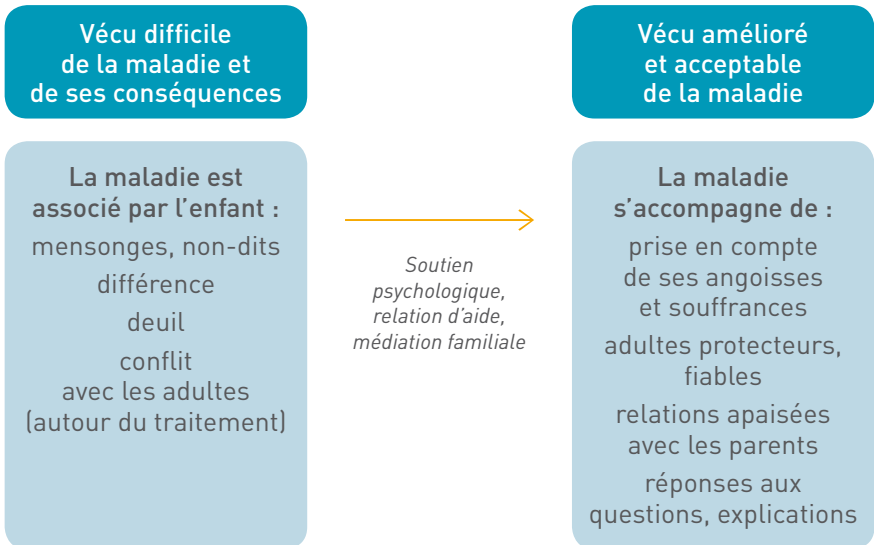 Vécu difficile
de la maladie et
de ses conséquences
La maladie est
associé par l'enfant :
mensonges, non-dits
différence
deuil
conflit
avec les adultes
(autour du traitement)
Soutien
psychologique,
relation d'aide,
médiation familiale
Vécu amélioré
et acceptable
de la maladie
La maladie
s'accompagne de :
prise en compte
de ses angoisses
et souffrances
adultes protecteurs,
fiables
relations apaisées
avec les parents
réponses aux
questions, explications